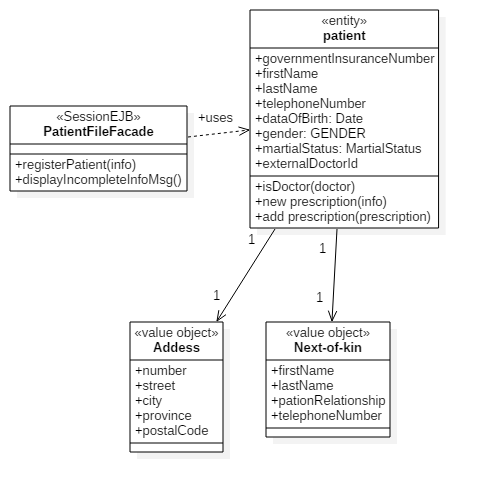 «entity»
patient
+governmentInsuranceNumber
+firstName
+lastName
+telephoneNumber
+dataOfBirth: Date
+gender: GENDER
+martialStatus: MartialStatus
+externalDoctorId
+isDoctor(doctor)
+new prescription(info)
+add prescription(prescription)
«SessionEJB»
PatientFileFacade
+registerPatient(info)
+displayIncompleteInfoMsg()
+uses
1
1
1
1
«value object»
Addess
+number
+street
+city
+province
+postalCode
«value object»
Next-of-kin
+firstName
+lastName
+pationRelationship
+telephoneNumber